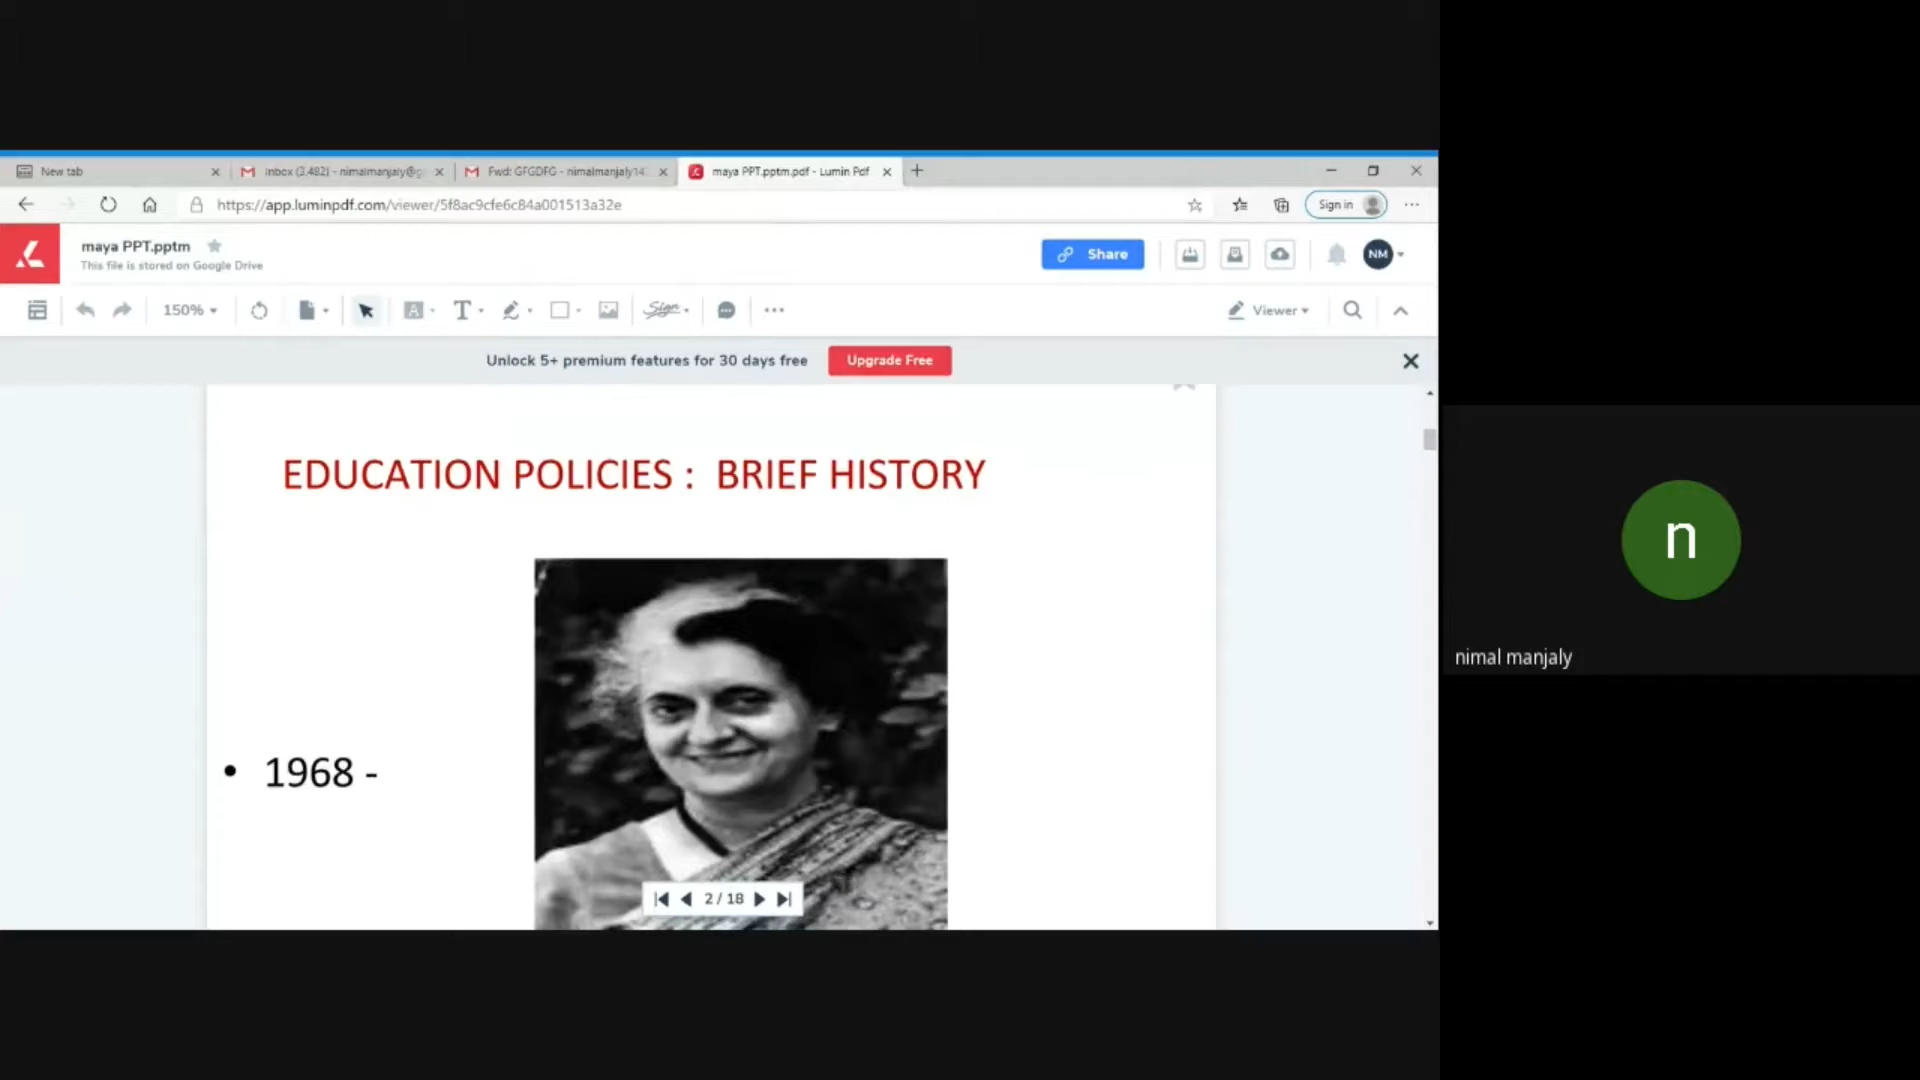 New tab
Inbox (3,482) - nimalmanjaly@g
Fwd: GFGDFG - nimalmanjaly14
maya PPT.pptm.pdf - Lumin Pdf
https://app.luminpdf.com/viewer/5f8ac9cfe6c84a001513a32e
Sign in
maya PPT.pptm
This file is stored on Google Drive
Share
NM
150%
A
T
Sign
Viewer
Unlock 5+ premium features for 30 days free
Upgrade Free
EDUCATION POLICIES : BRIEF HISTORY
• 1968 -
2 / 18
n
nimal manjaly